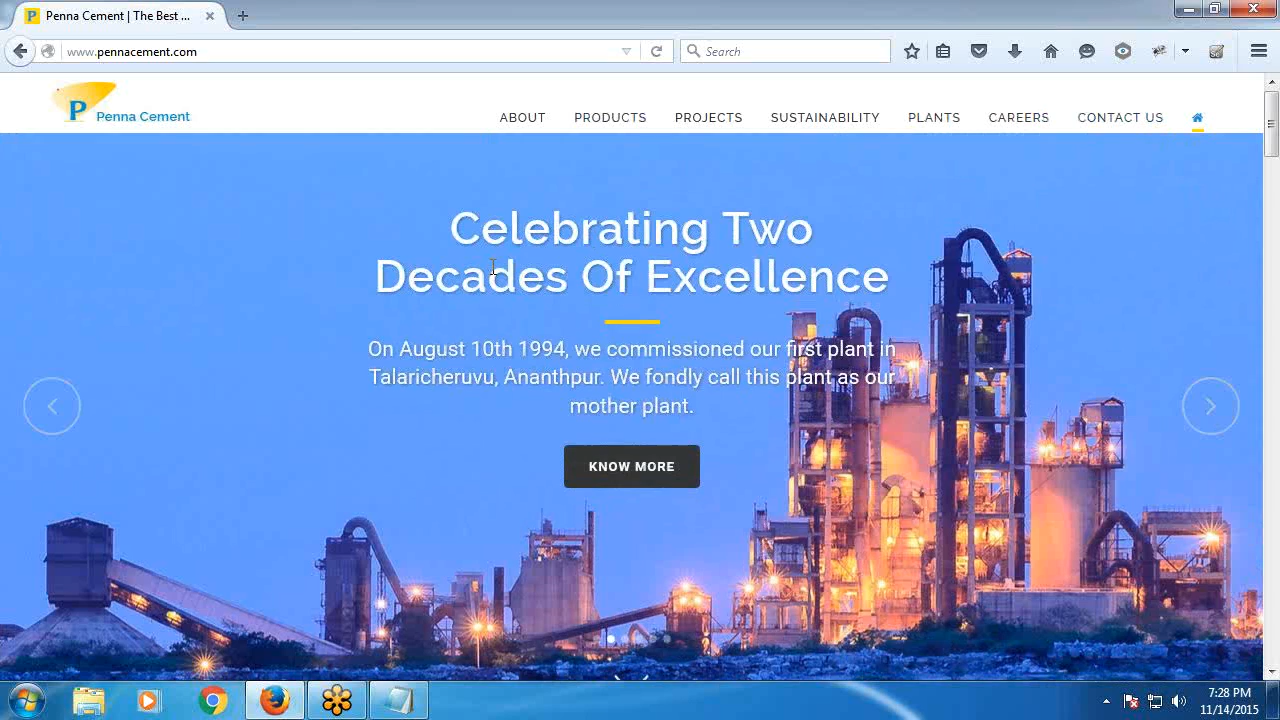 Penna Cement | The Best ...
www.pennacement.com
Search
P
Penna Cement
ABOUT
PRODUCTS
PROJECTS
SUSTAINABILITY
PLANTS
CAREERS
CONTACT US
Celebrating Two
Decades Of Excellence
On August 10th 1994, we commissioned our first plant in
Talaricheruvu, Ananthpur. We fondly call this plant as our
mother plant.
KNOW MORE
7:28 PM
11/14/2015